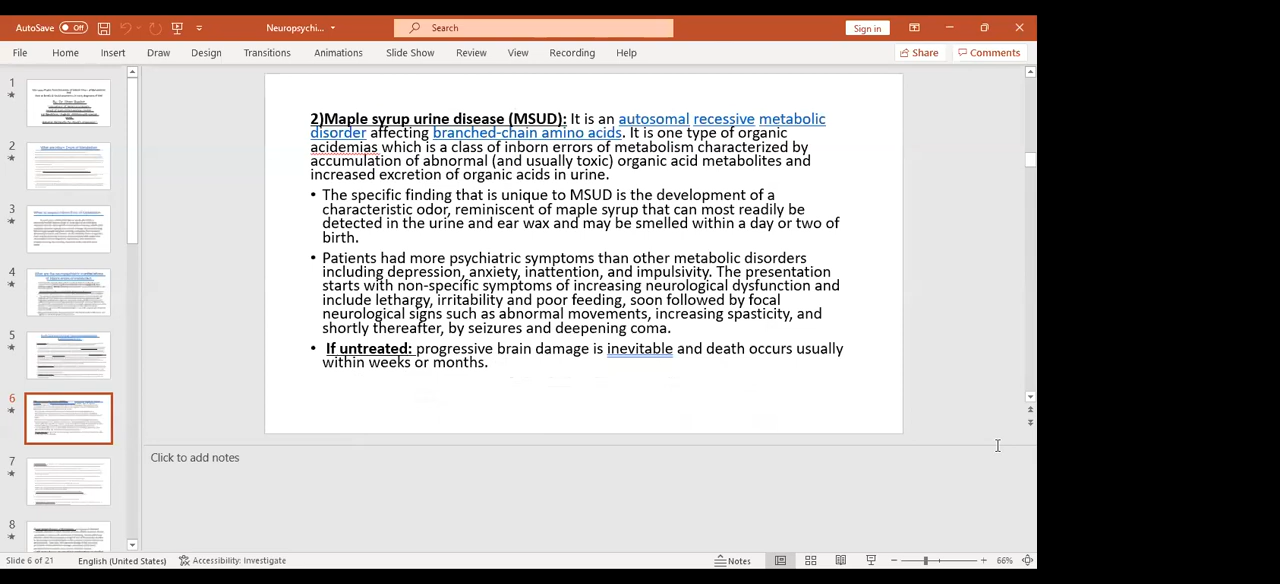 AutoSave Off Neuropsychi... Search Sign in
File Home Insert Draw Design Transitions Animations Slide Show Review View Recording Help Share Comments
1
2
3
4
5
6
7
8
2)Maple syrup urine disease (MSUD): It is an autosomal recessive metabolic
disorder affecting branched-chain amino acids. It is one type of organic
acidemias which is a class of inborn errors of metabolism characterized by
accumulation of abnormal (and usually toxic) organic acid metabolites and
increased excretion of organic acids in urine.
• The specific finding that is unique to MSUD is the development of a
characteristic odor, reminiscent of maple syrup that can most readily be
detected in the urine and ear wax and may be smelled within a day or two of
birth.
• Patients had more psychiatric symptoms than other metabolic disorders
including depression, anxiety, inattention, and impulsivity. The presentation
starts with non-specific symptoms of increasing neurological dysfunction and
include lethargy, irritability and poor feeding, soon followed by focal
neurological signs such as abnormal movements, increasing spasticity, and
shortly thereafter, by seizures and deepening coma.
• If untreated: progressive brain damage is inevitable and death occurs usually
within weeks or months.
Click to add notes
Slide 6 of 21 English (United States) Accessibility: Investigate Notes 66%